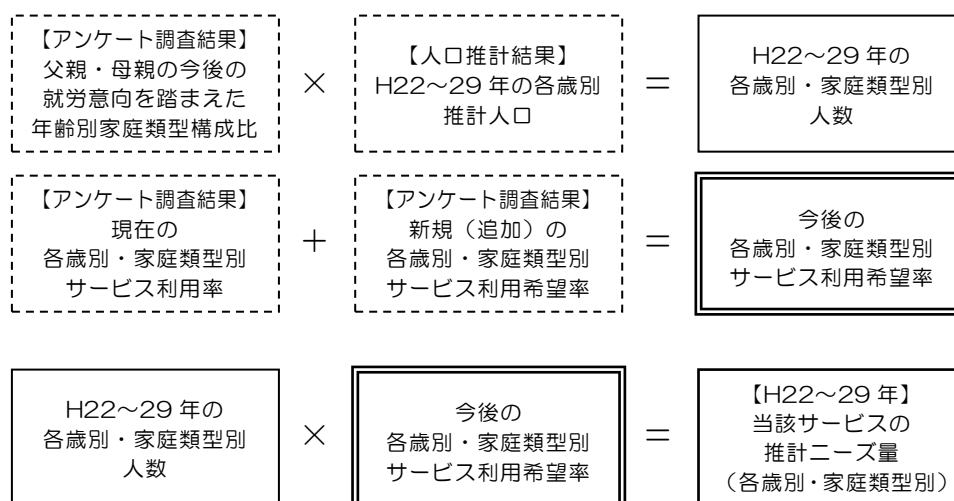 【アンケート調査結果】
父親・母親の今後の
就労意向を踏まえた
年齢別家庭類型構成比
×
【人口推計結果】
H22～29 年の各歳別
推計人口
＝
H22～29 年の
各歳別・家庭類型別
人数
【アンケート調査結果】
現在の
各歳別・家庭類型別
サービス利用率
＋
【アンケート調査結果】
新規（追加）の
各歳別・家庭類型別
サービス利用希望率
＝
今後の
各歳別・家庭類型別
サービス利用希望率
H22～29 年の
各歳別・家庭類型別
人数
×
今後の
各歳別・家庭類型別
サービス利用希望率
＝
【H22～29 年】
当該サービスの
推計ニーズ量
（各歳別・家庭類型別）